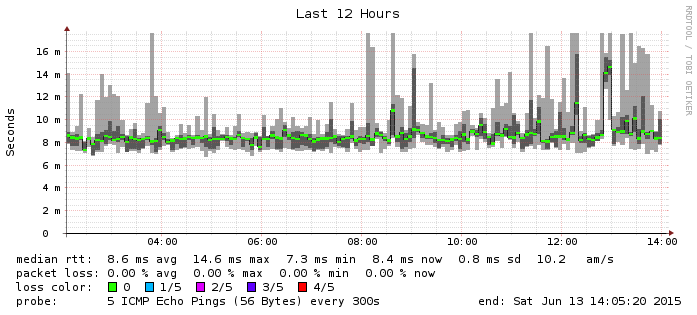 Last 12 Hours
RRDTOOL / TOBI OETIKER
Seconds
16 m
14 m
12 m
10 m
8 m
6 m
4 m
2 m
0
04:00 06:00 08:00 10:00 12:00 14:00
median rtt: 8.6 ms avg 14.6 ms max 7.3 ms min 8.4 ms now 0.8 ms sd 10.2 am/s
packet loss: 0.00 % avg 0.00 % max 0.00 % min 0.00 % now
loss color: 0 1/5 2/5 3/5 4/5
probe: 5 ICMP Echo Pings (56 Bytes) every 300s end: Sat Jun 13 14:05:20 2015